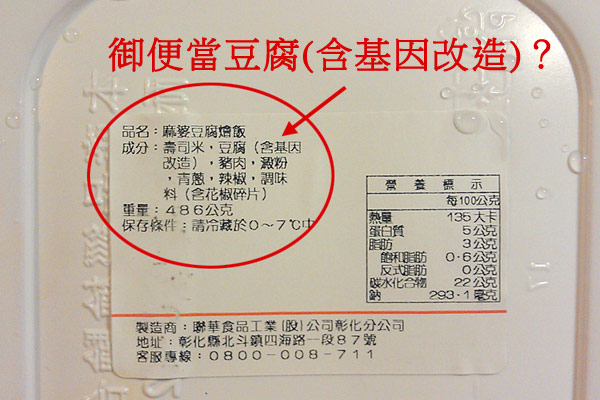 御便當豆腐(含基因改造)？
品名：麻婆豆腐燴飯
成分：壽司米，豆腐（含基因
改造），豬肉，澱粉
，青蔥，辣椒，調味
料（含花椒碎片）
重量：486公克
保存條件：請冷藏於0～7℃中
營養標示
每100公克
熱量 135大卡
蛋白質 5公克
脂肪 3公克
飽和脂肪 0.6公克
反式脂肪 0公克
碳水化合物 22公克
鈉 293.1毫克
製造商：聯華食品工業(股)公司彰化分公司
地址：彰化縣北斗鎮四海路一段87號
客服專線：0800-008-711